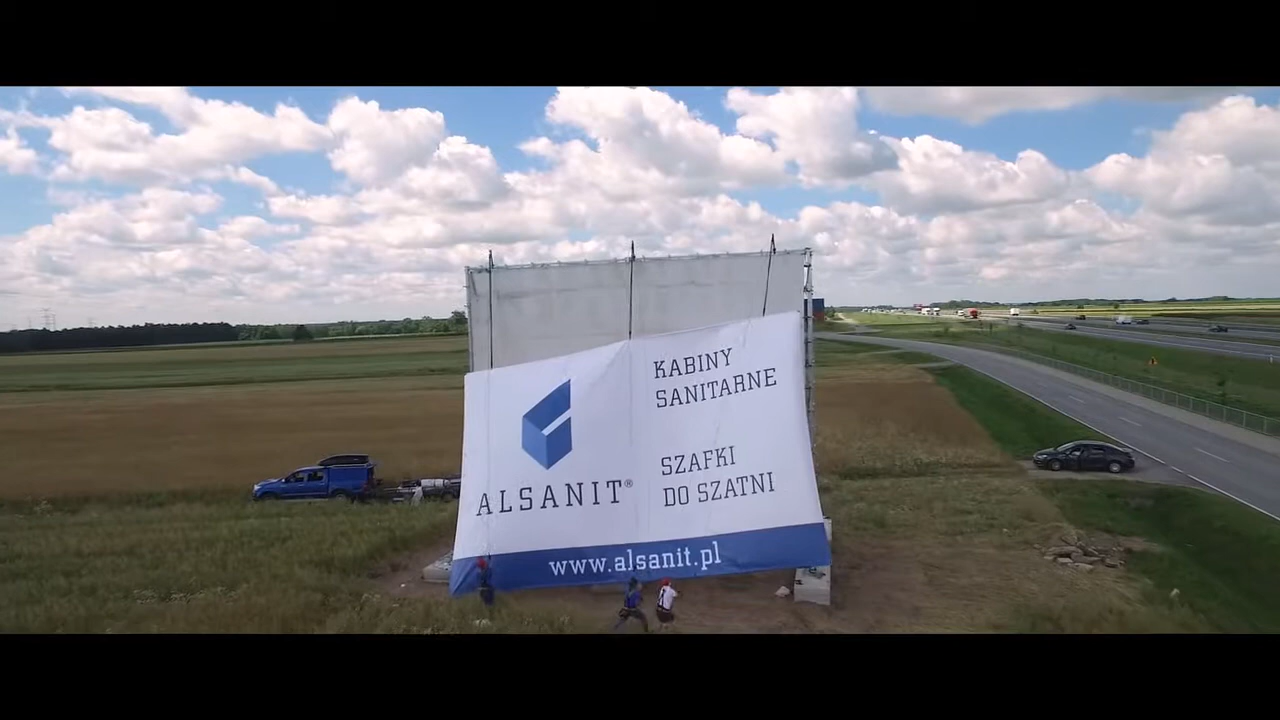 KABINY
SANITARNE
SZAFKI
DO SZATNI
ALSANIT®
www.alsanit.pl